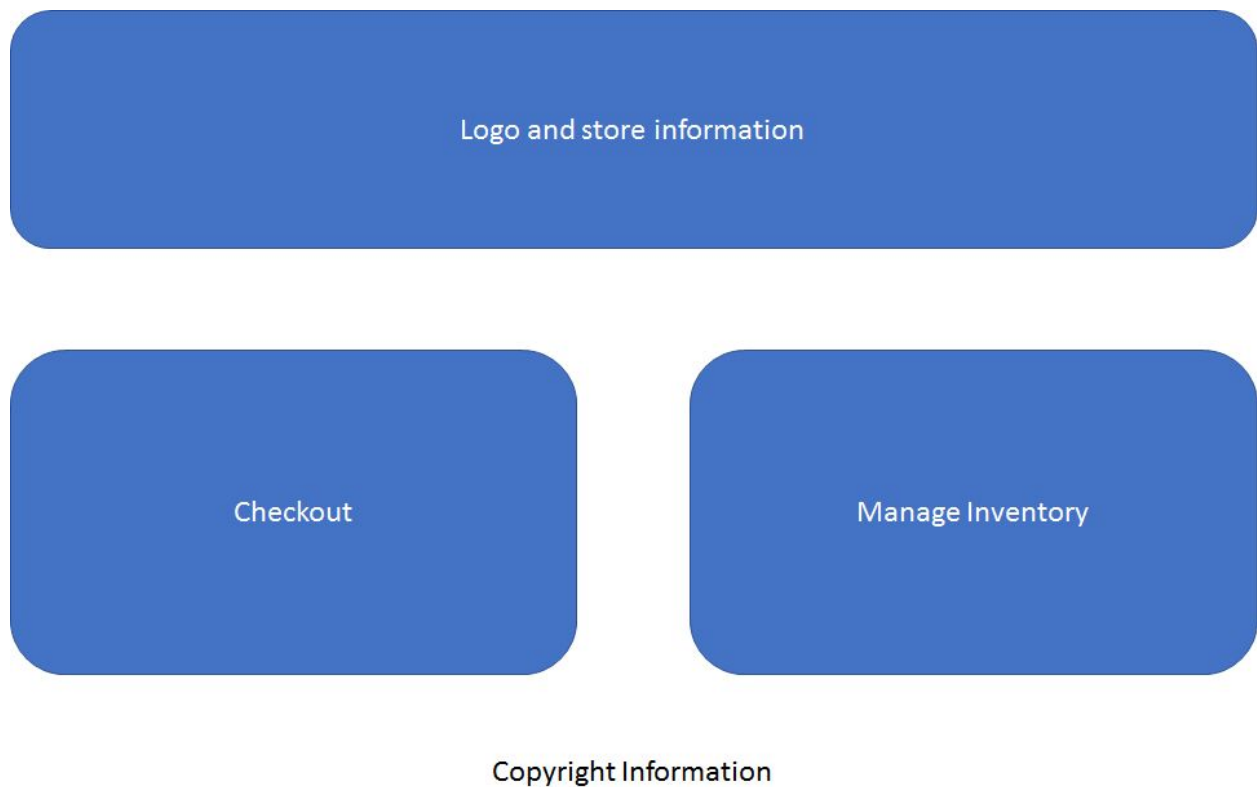 Logo and store information
Checkout
Manage Inventory
Copyright Information